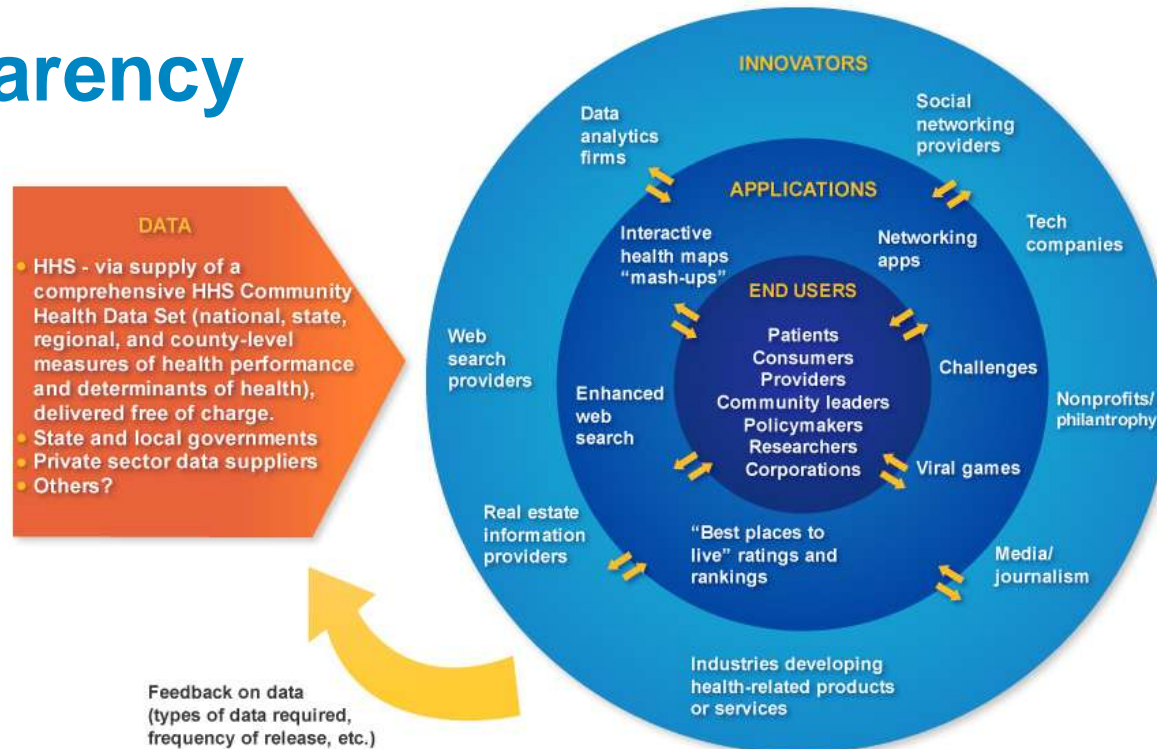 arency
DATA
• HHS - via supply of a
comprehensive HHS Community
Health Data Set (national, state,
regional, and county-level
measures of health performance
and determinants of health),
delivered free of charge.
• State and local governments
• Private sector data suppliers
• Others?
Feedback on data
(types of data required,
frequency of release, etc.)
INNOVATORS
Data
analytics
firms
Social
networking
providers
Tech
companies
Web
search
providers
Nonprofits/
philantrophy
Real estate
information
providers
Media/
journalism
Industries developing
health-related products
or services
APPLICATIONS
Interactive
health maps
“mash-ups”
Networking
apps
Enhanced
web
search
Challenges
Viral games
“Best places to
live” ratings and
rankings
END USERS
Patients
Consumers
Providers
Community leaders
Policymakers
Researchers
Corporations